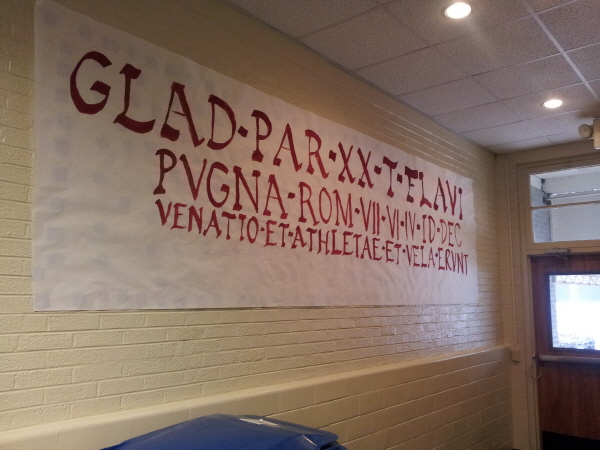 GLAD·PAR·XX·T·FLAVI
PVGNA·ROM·VII·VI·IV·ID·DEC
VENATIO·ET·ATHLETAE·ET·VELA·ERVNT